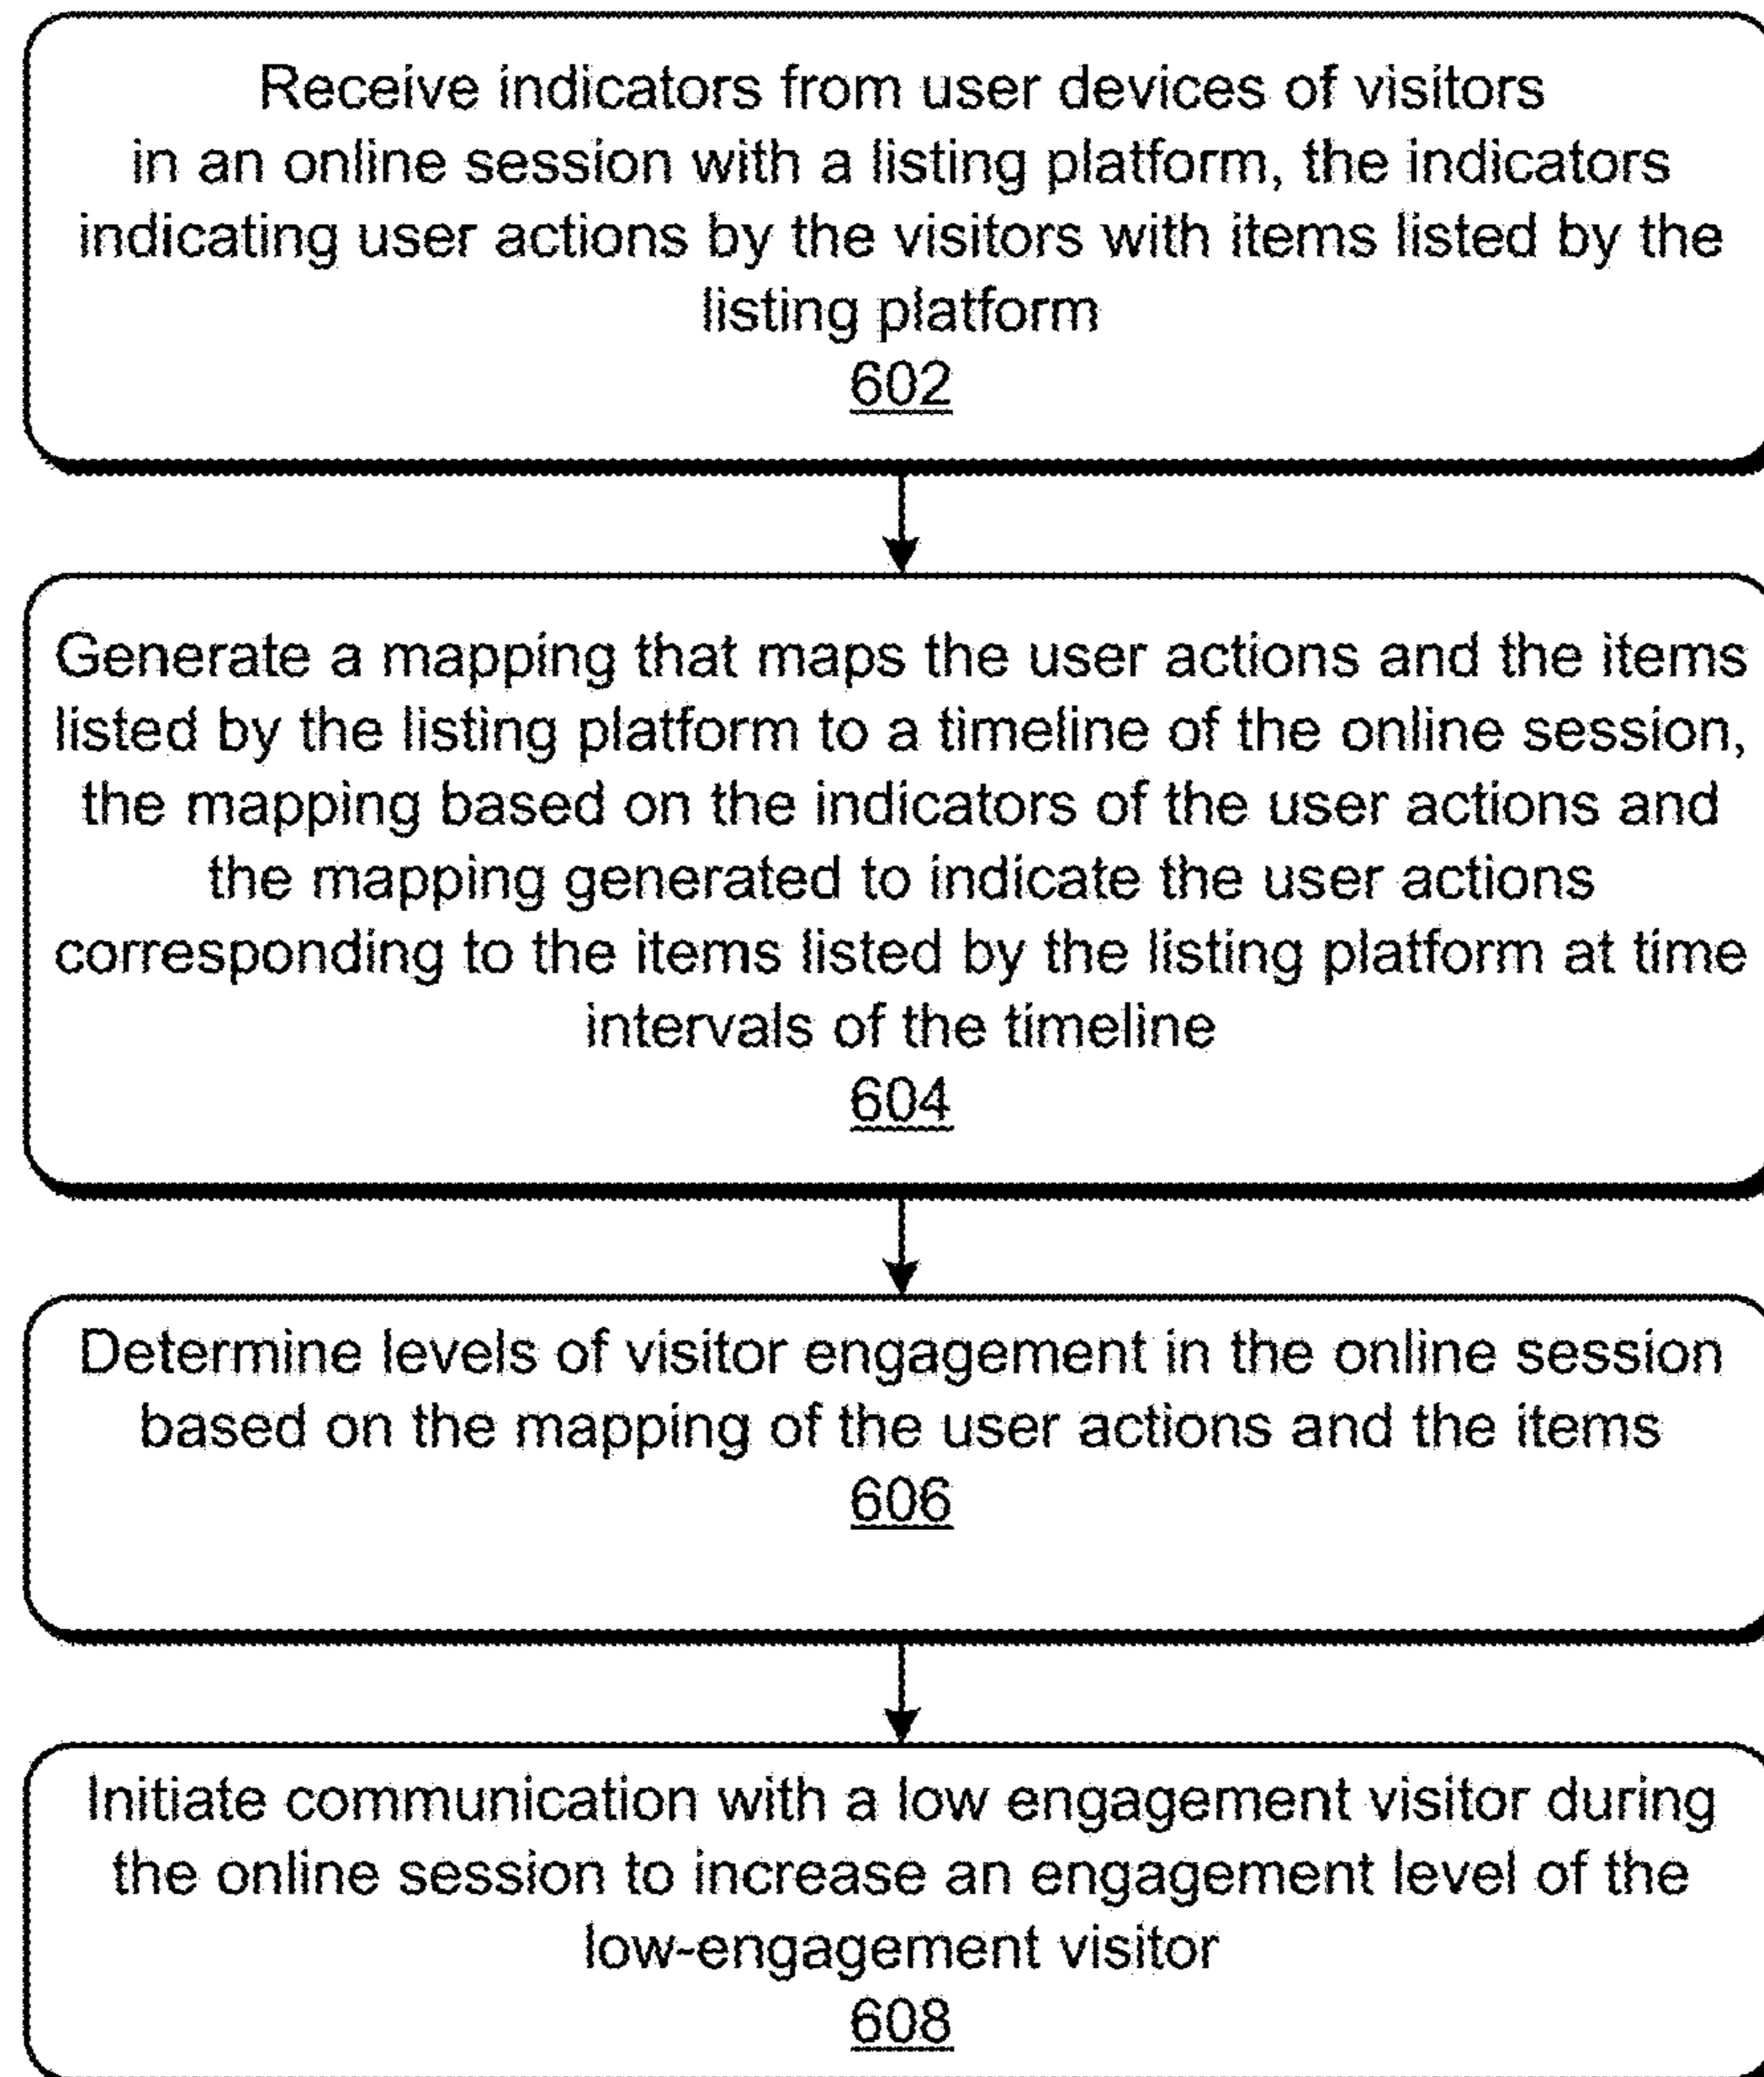 Receive indicators from user devices of visitors
in an online session with a listing platform, the indicators
indicating user actions by the visitors with items listed by the
listing platform
602
Generate a mapping that maps the user actions and the items
listed by the listing platform to a timeline of the online session,
the mapping based on the indicators of the user actions and
the mapping generated to indicate the user actions
corresponding to the items listed by the listing platform at time
intervals of the timeline
604
Determine levels of visitor engagement in the online session
based on the mapping of the user actions and the items
606
Initiate communication with a low engagement visitor during
the online session to increase an engagement level of the
low-engagement visitor
608